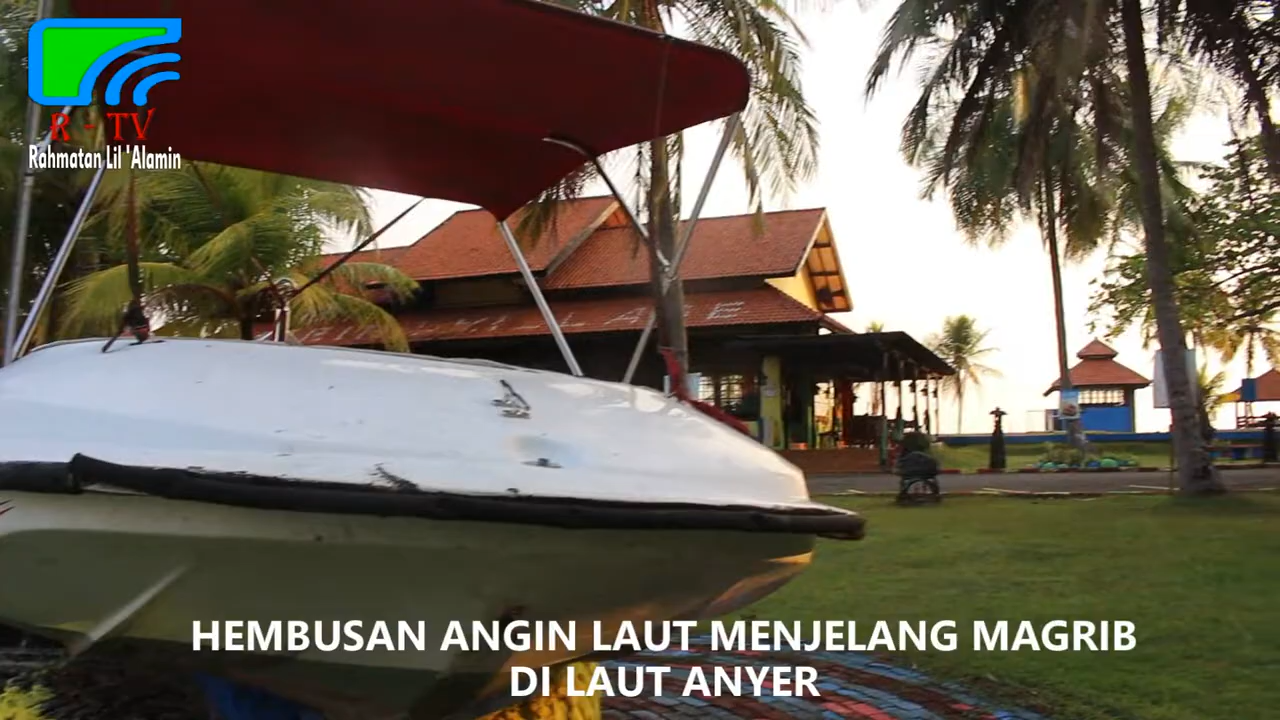 R - TV
Rahmatan Lil 'Alamin
HEMBUSAN ANGIN LAUT MENJELANG MAGRIB
DI LAUT ANYER